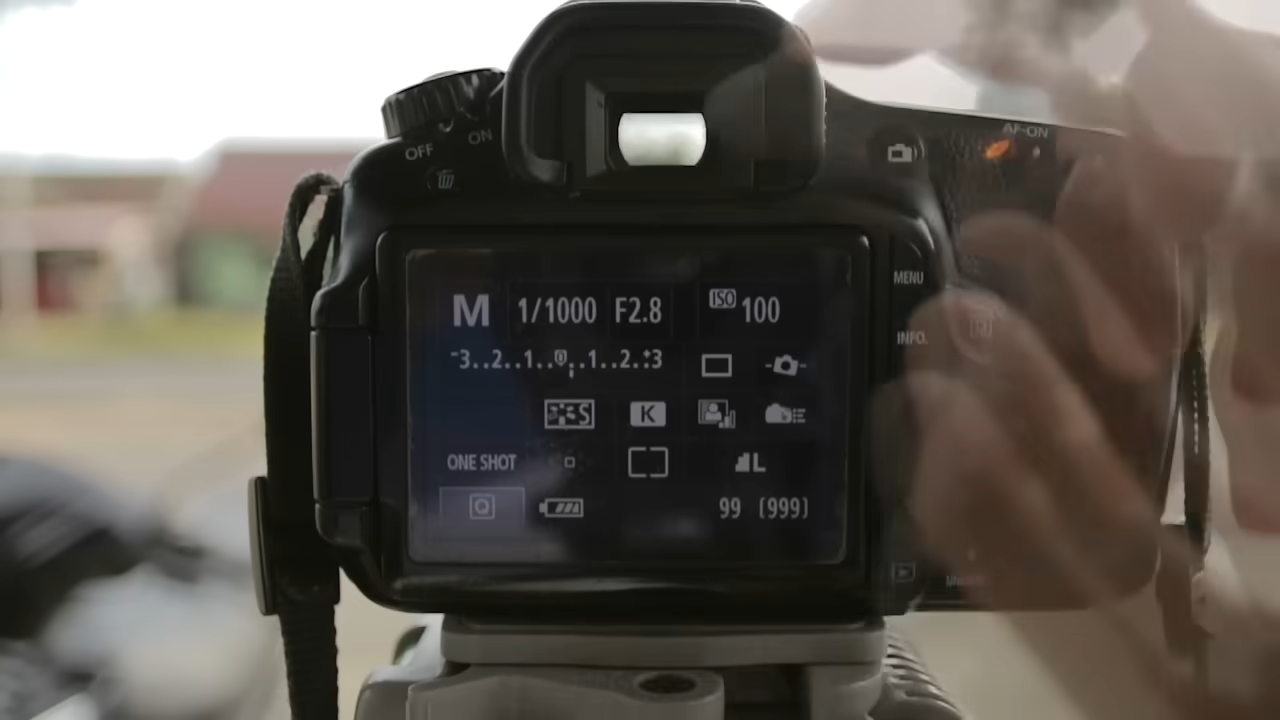 OFF
ON
AF-ON
MENU
INFO.
M 1/1000 F2.8 ISO 100
-3..2..1..0..1..2..+3
S K
ONE SHOT L
Q 99 [999]
Q